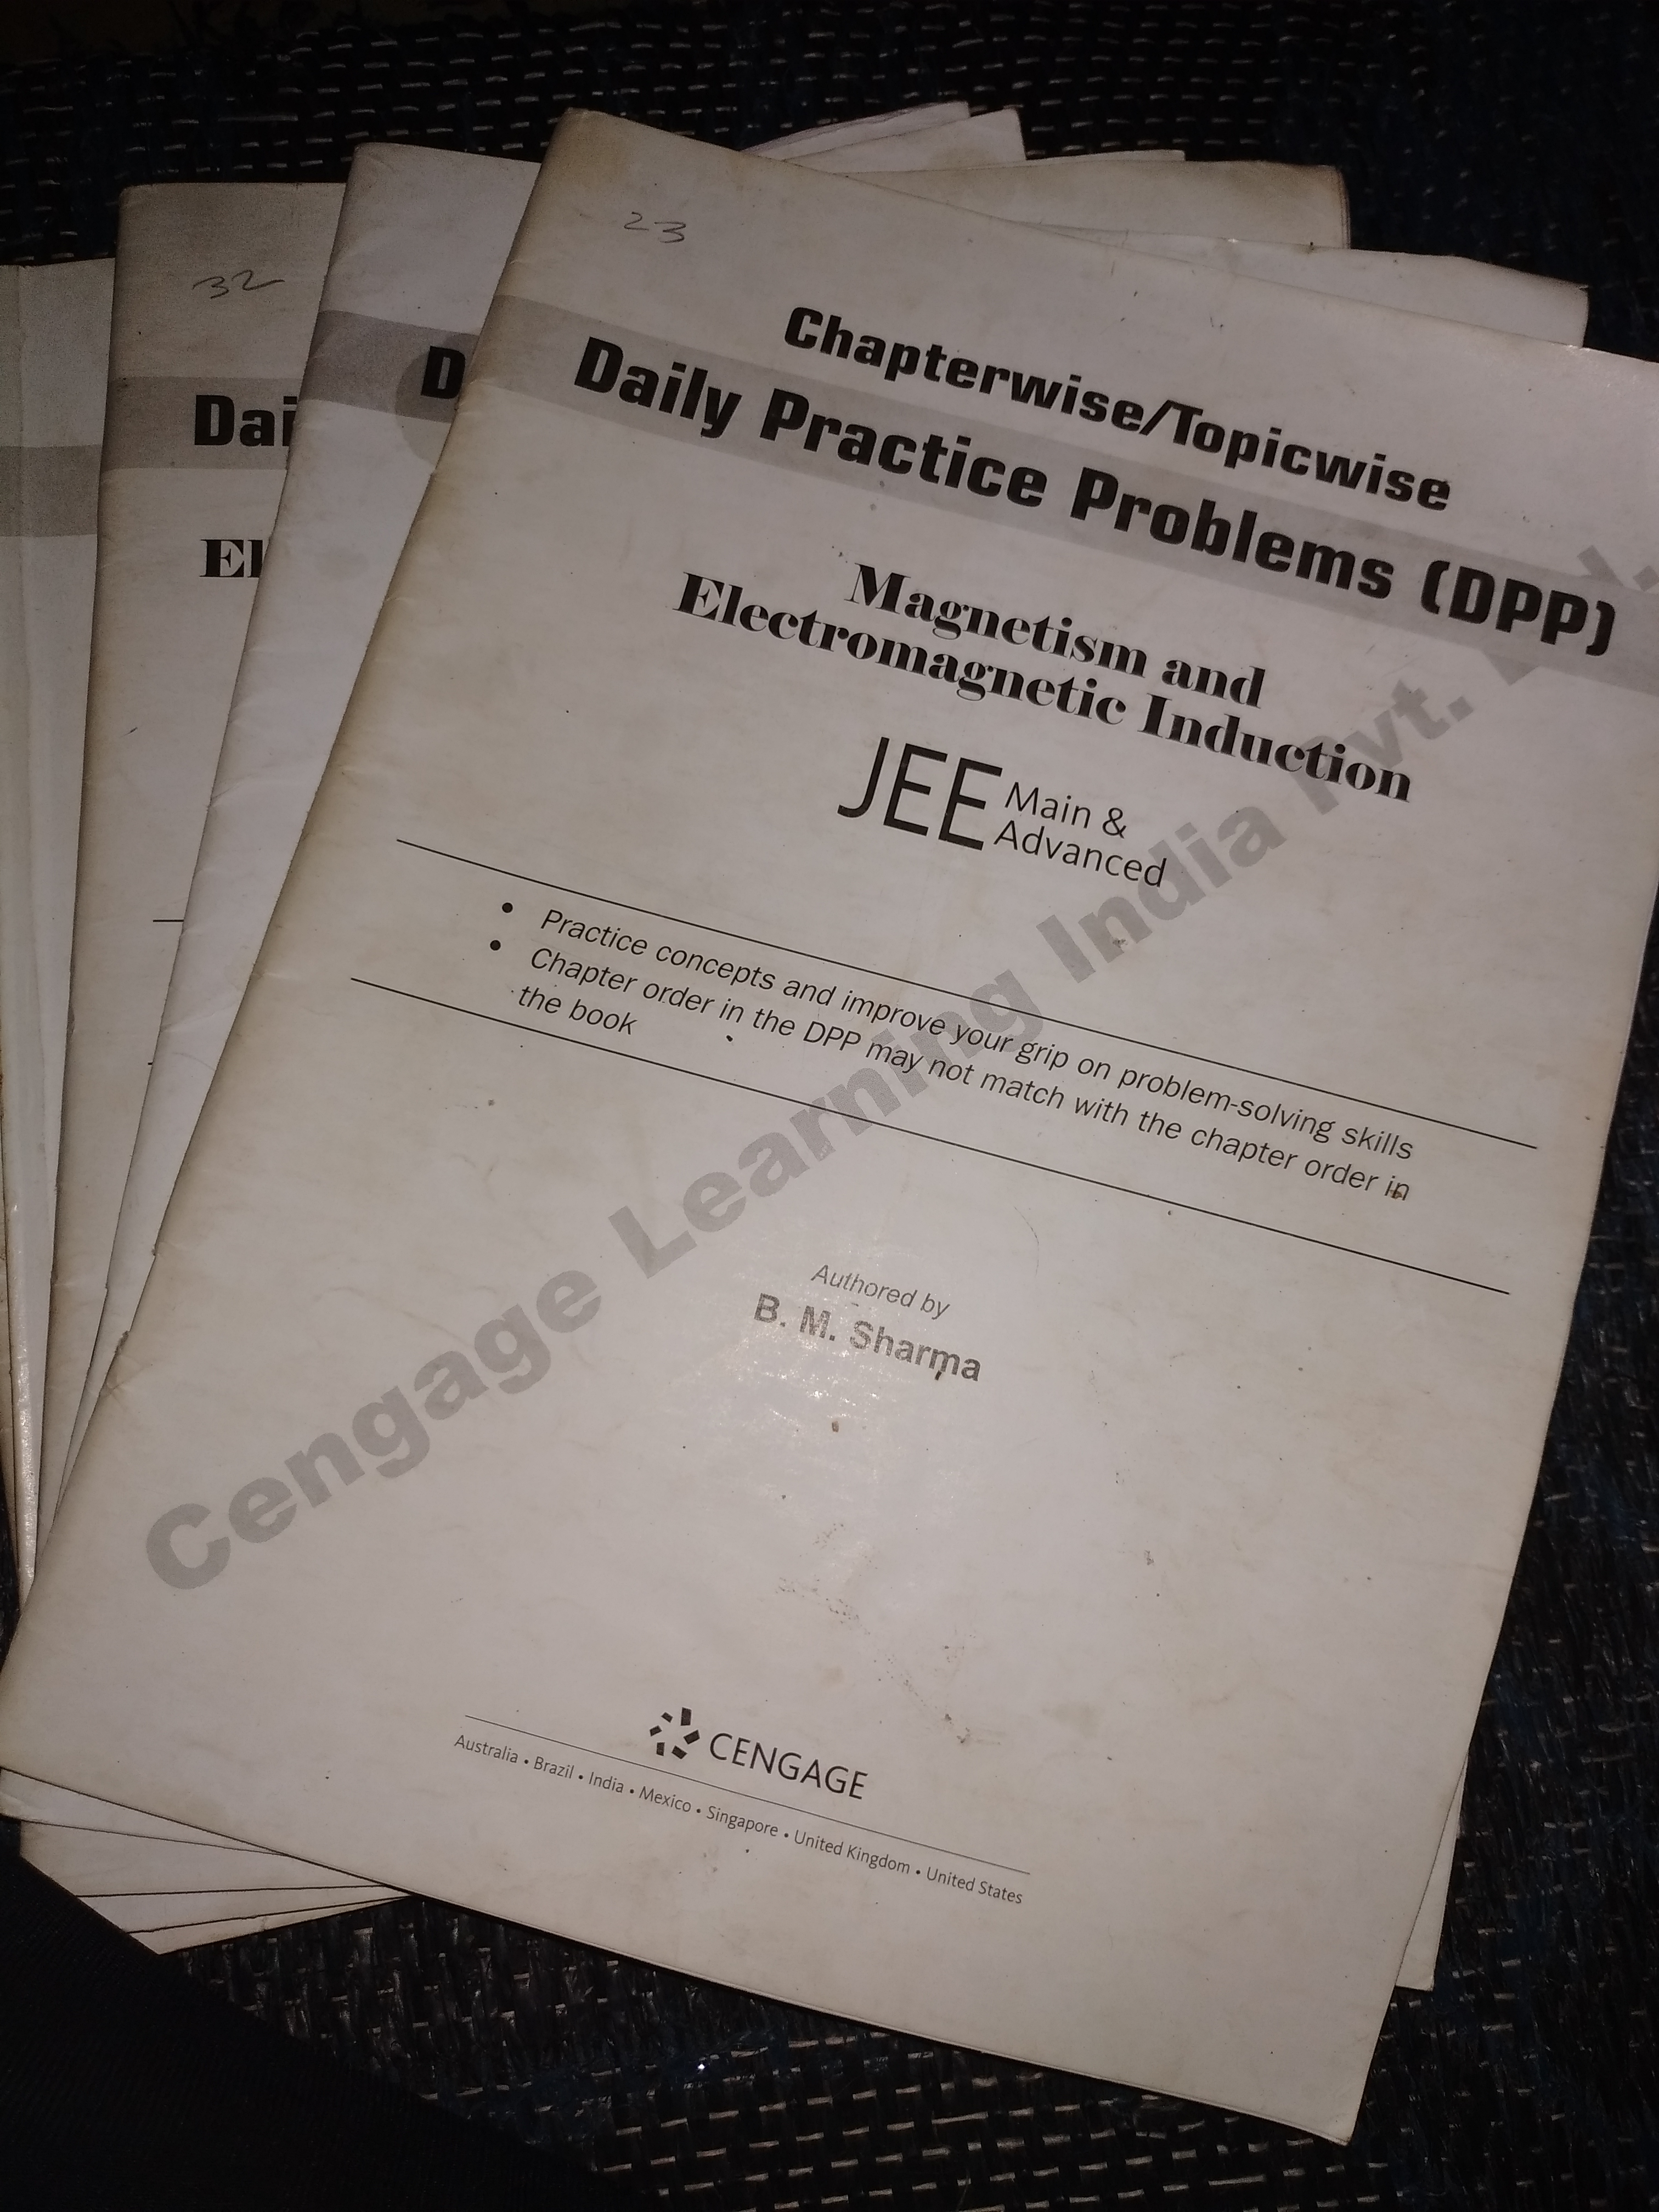 23
Chapterwise/Topicwise
Daily Practice Problems (DPP)
Magnetism and
Electromagnetic Induction
JEE Main &
Advanced
• Practice concepts and improve your grip on problem-solving skills
• Chapter order in the DPP may not match with the chapter order in
the book
Authored by
B. M. Sharma
CENGAGE
Australia • Brazil • India • Mexico • Singapore • United Kingdom • United States
Cengage Learning India Pvt.
32
Dai
El
D